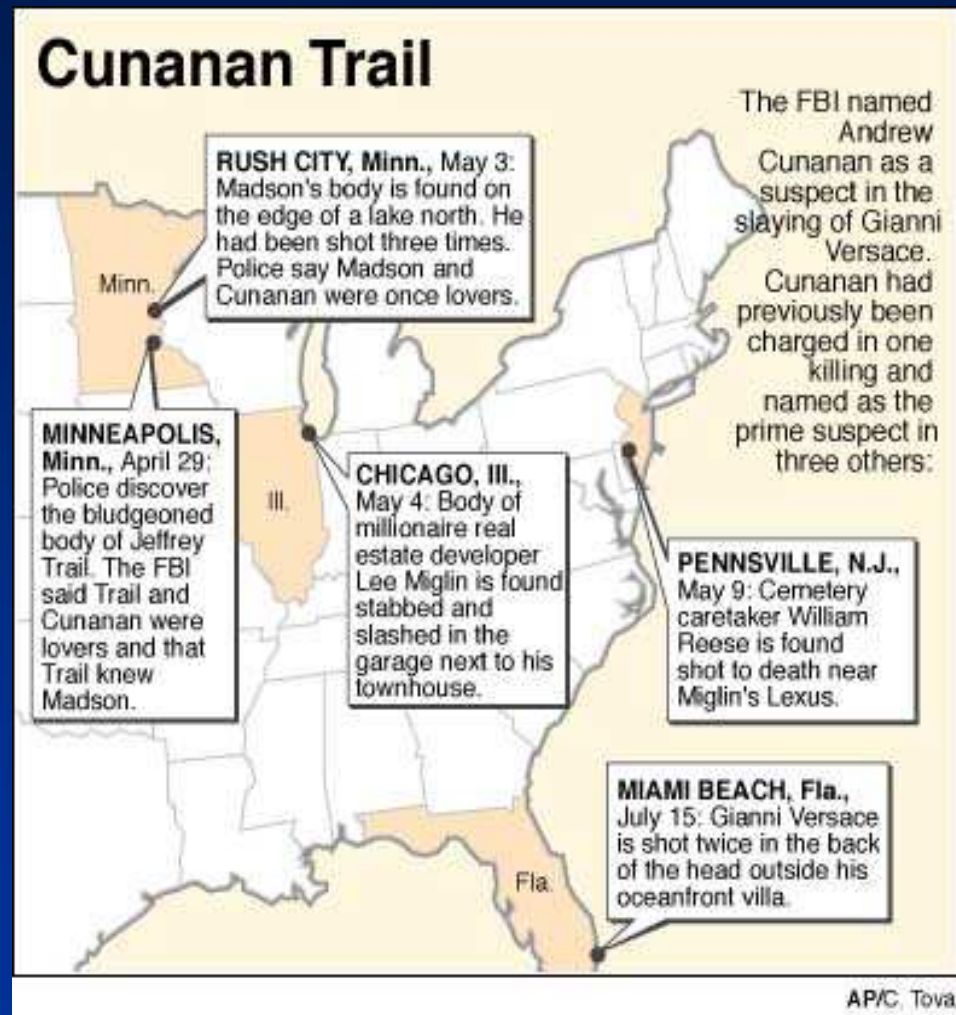 Cunanan Trail
The FBI named
Andrew
Cunanan as a
suspect in the
slaying of Gianni
Versace.
Cunanan had
previously been
charged in one
killing and
named as the
prime suspect in
three others:
RUSH CITY, Minn., May 3:
Madson's body is found on
the edge of a lake north. He
had been shot three times.
Police say Madson and
Cunanan were once lovers.
Minn.
MINNEAPOLIS,
Minn., April 29:
Police discover
the bludgeoned
body of Jeffrey
Trail. The FBI
said Trail and
Cunanan were
lovers and that
Trail knew
Madson.
Ill.
CHICAGO, Ill.,
May 4: Body of
millionaire real
estate developer
Lee Miglin is found
stabbed and
slashed in the
garage next to his
townhouse.
PENNSVILLE, N.J.,
May 9: Cemetery
caretaker William
Reese is found
shot to death near
Miglin's Lexus.
MIAMI BEACH, Fla.,
July 15: Gianni Versace
is shot twice in the back
of the head outside his
oceanfront villa.
Fla.
AP/C. Tova